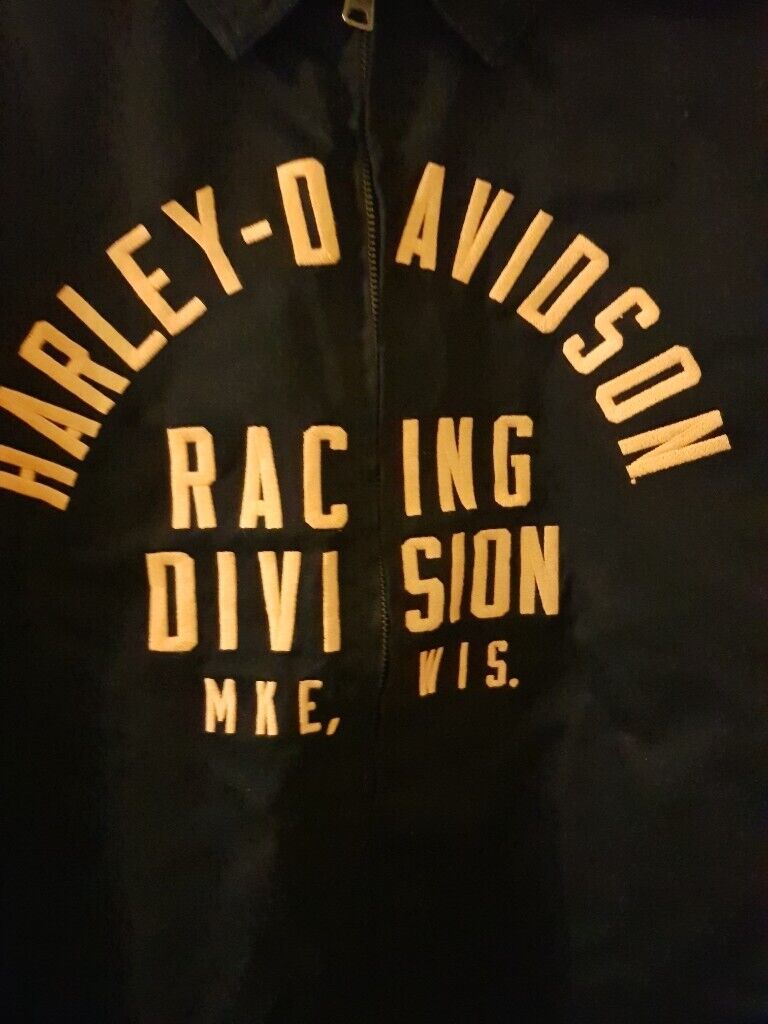 HARLEY-DAVIDSON
RACING
DIVISION
MKE, WIS.